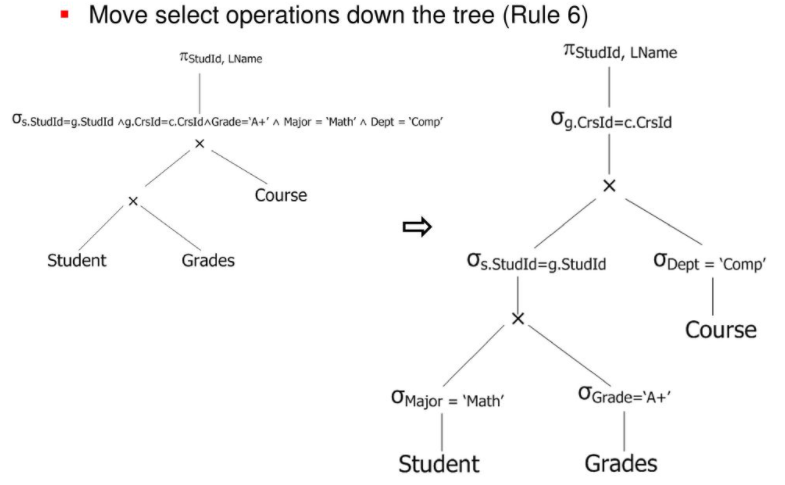 ▪ Move select operations down the tree (Rule 6)
πStudId, LName
σs.StudId=g.StudId ∧g.CrsId=c.CrsId∧Grade=‘A+’ ∧ Major = ‘Math’ ∧ Dept = ‘Comp’
×
×
Course
Student Grades
⇨
πStudId, LName
σg.CrsId=c.CrsId
×
σs.StudId=g.StudId σDept = ‘Comp’
×
Course
σMajor = ‘Math’ σGrade=‘A+’
Student Grades